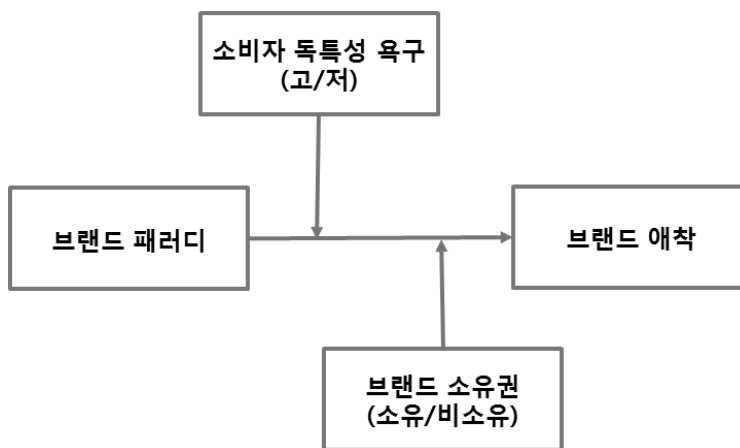 소비자 독특성 욕구
(고/저)
브랜드 패러디
브랜드 애착
브랜드 소유권
(소유/비소유)